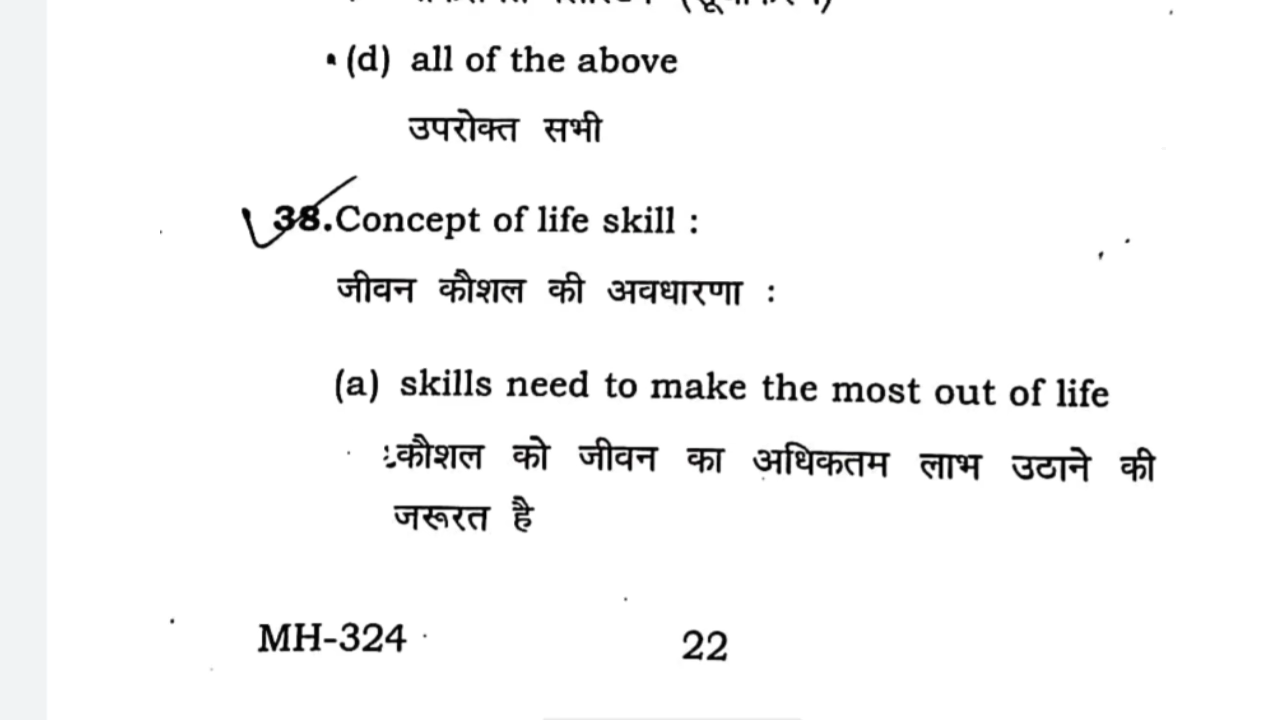 (d) all of the above
उपरोक्त सभी
38.Concept of life skill :
जीवन कौशल की अवधारणा :
(a) skills need to make the most out of life
कौशल को जीवन का अधिकतम लाभ उठाने की
जरूरत है
MH-324
22